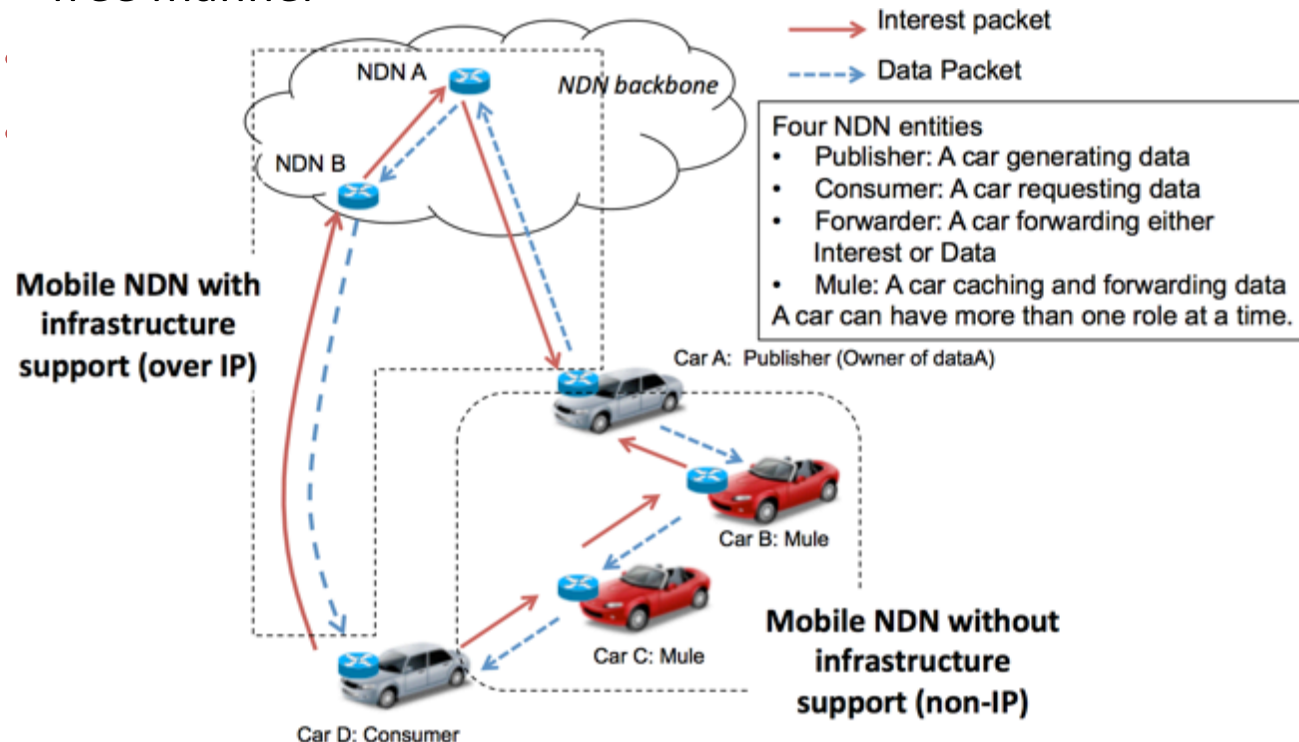 Interest packet
Data Packet
NDN A
NDN backbone
NDN B
Four NDN entities
• Publisher: A car generating data
• Consumer: A car requesting data
• Forwarder: A car forwarding either
Interest or Data
• Mule: A car caching and forwarding data
A car can have more than one role at a time.
Mobile NDN with
infrastructure
support (over IP)
Car A: Publisher (Owner of dataA)
Car B: Mule
Car C: Mule
Mobile NDN without
infrastructure
support (non-IP)
Car D: Consumer